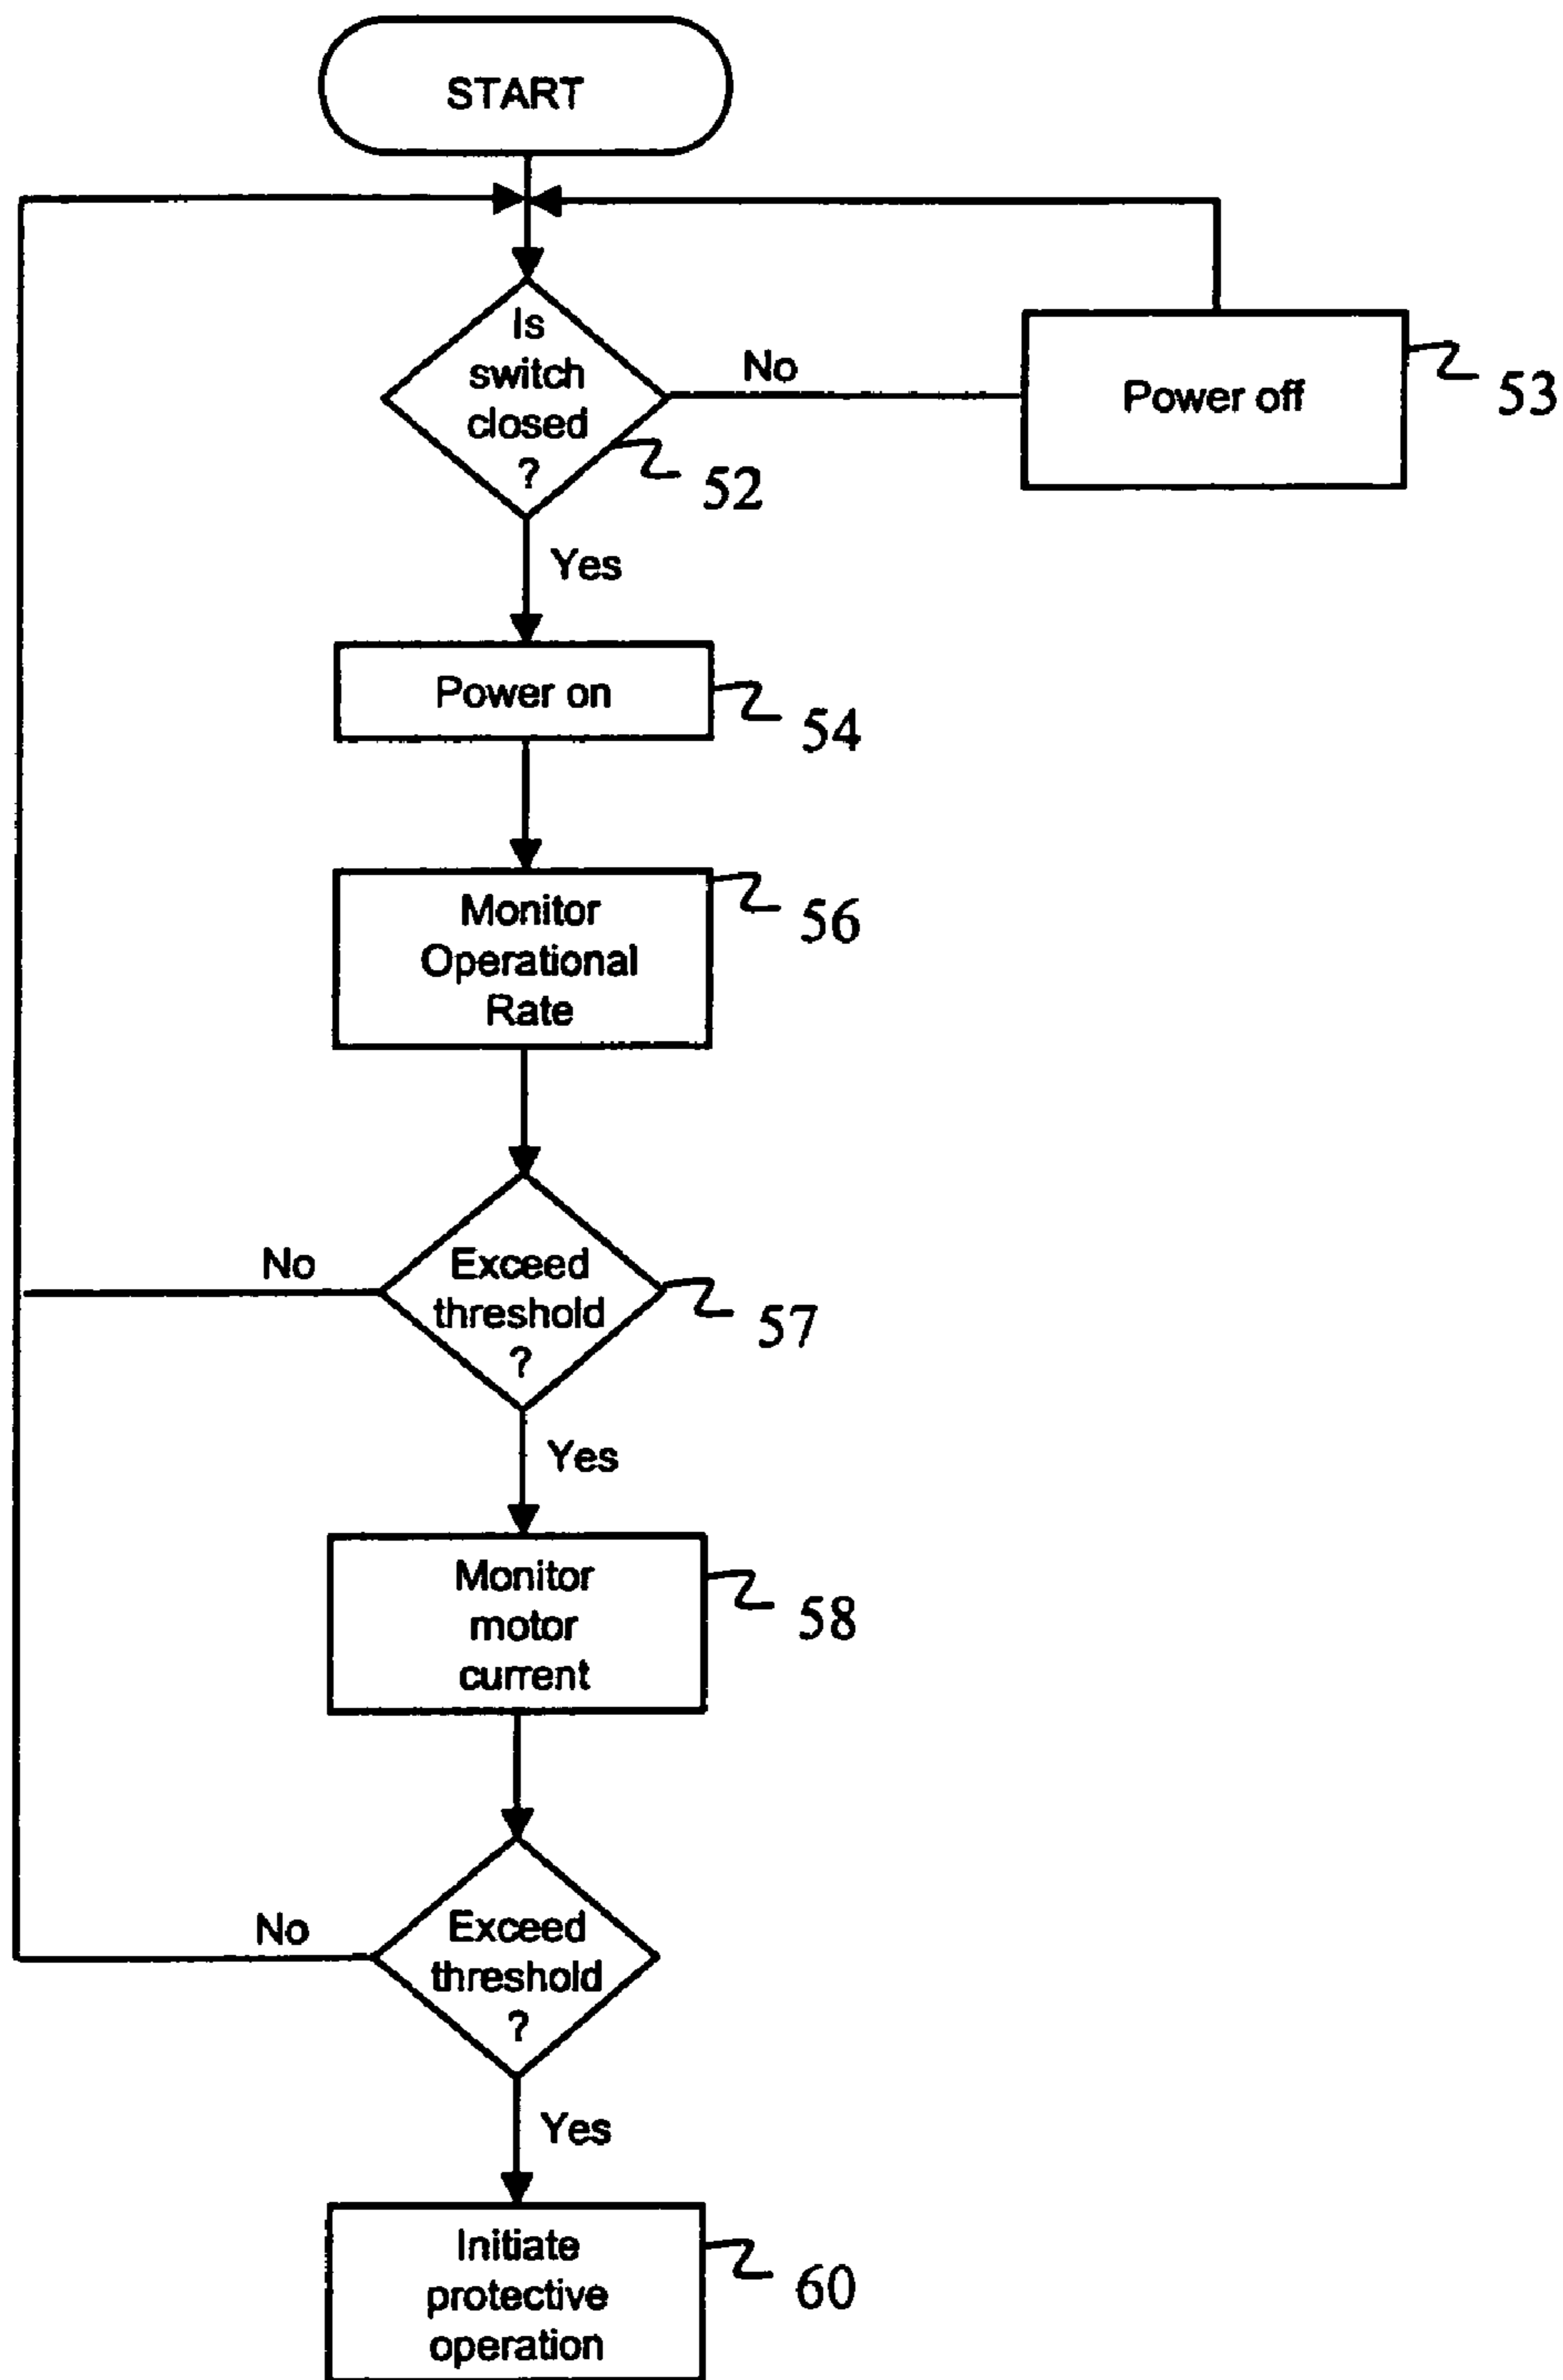 START
Is
switch
closed
?
No
52
Power off
53
Yes
Power on
54
Monitor
Operational
Rate
56
No
Exceed
threshold
?
57
Yes
Monitor
motor
current
58
No
Exceed
threshold
?
Yes
Initiate
protective
operation
60